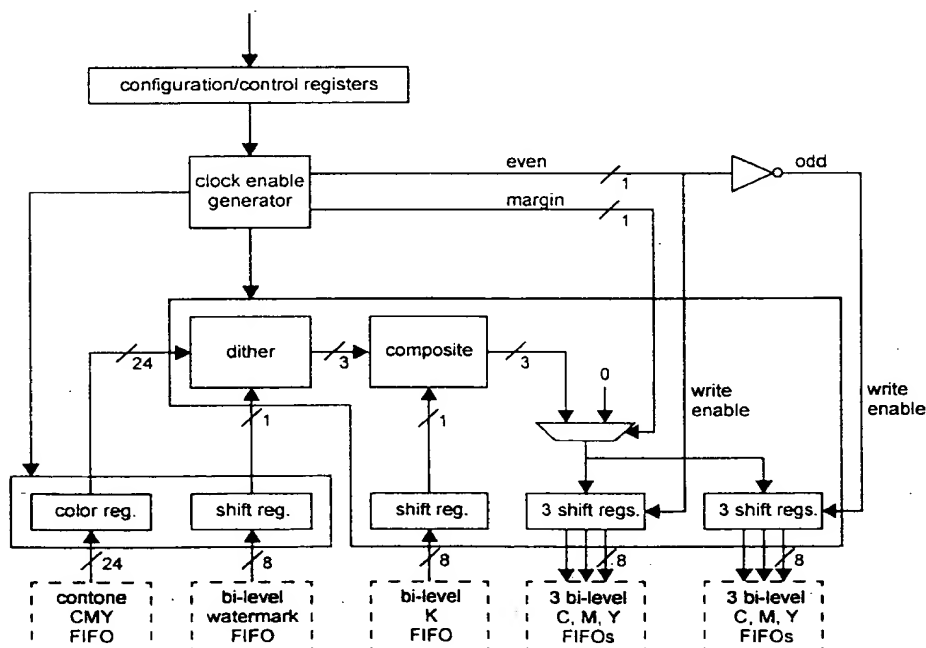 configuration/control registers
clock enable
generator
even
1
odd
margin
1
dither
composite
24
3
3
0
write
enable
write
enable
1
1
color reg.
shift reg.
shift reg.
3 shift regs.
3 shift regs.
24
8
8
8
8
contone
CMY
FIFO
bi-level
watermark
FIFO
bi-level
K
FIFO
3 bi-level
C, M, Y
FIFOs
3 bi-level
C, M, Y
FIFOs